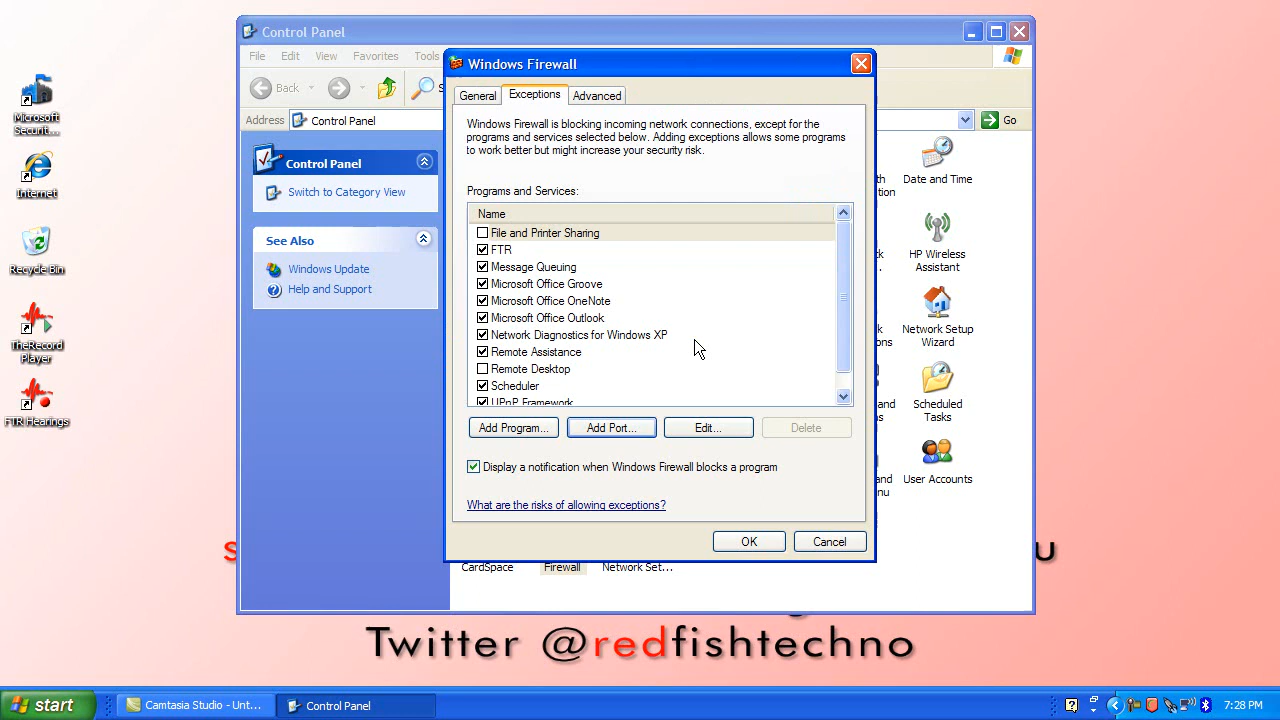 Control Panel
File Edit View Favorites Tools
Windows Firewall
Back
Address Control Panel Go
General Exceptions Advanced
Windows Firewall is blocking incoming network connections, except for the
programs and services selected below. Adding exceptions allows some programs
to work better but might increase your security risk.
Programs and Services:
Name
File and Printer Sharing
FTR
Message Queuing
Microsoft Office Groove
Microsoft Office OneNote
Microsoft Office Outlook
Network Diagnostics for Windows XP
Remote Assistance
Remote Desktop
Scheduler
UPnP Framework
Add Program... Add Port... Edit... Delete
Display a notification when Windows Firewall blocks a program
What are the risks of allowing exceptions?
OK Cancel
Control Panel
Switch to Category View
See Also
Windows Update
Help and Support
Date and Time
HP Wireless
Assistant
Network Setup
Wizard
Scheduled
Tasks
User Accounts
CardSpace Firewall Network Set...
Microsoft
Securit...
Internet
Recycle Bin
TheRecord
Player
FTR Hearings
Twitter @redfishtechno
start Camtasia Studio - Unt... Control Panel 7:28 PM